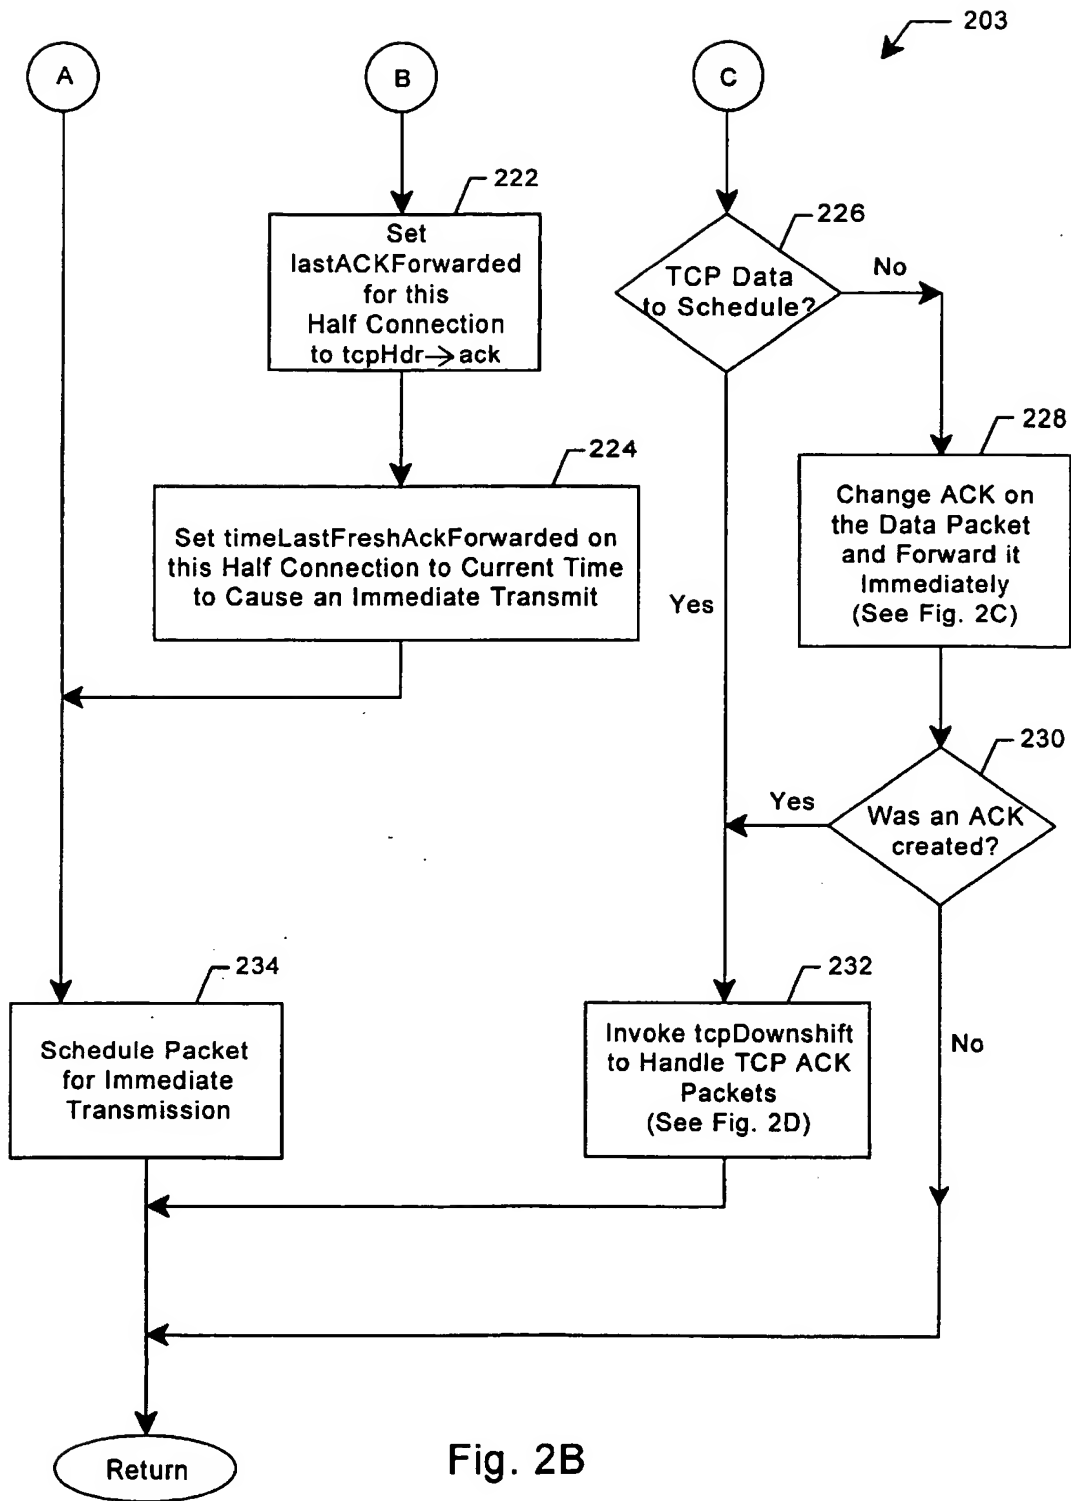 203
A
B
C
222
Set
lastACKForwarded
for this
Half Connection
to tcpHdr→ack
226
TCP Data
to Schedule?
No
224
Set timeLastFreshAckForwarded on
this Half Connection to Current Time
to Cause an Immediate Transmit
Yes
228
Change ACK on
the Data Packet
and Forward it
Immediately
(See Fig. 2C)
230
Was an ACK
created?
Yes
No
234
Schedule Packet
for Immediate
Transmission
232
Invoke tcpDownshift
to Handle TCP ACK
Packets
(See Fig. 2D)
Return
Fig. 2B